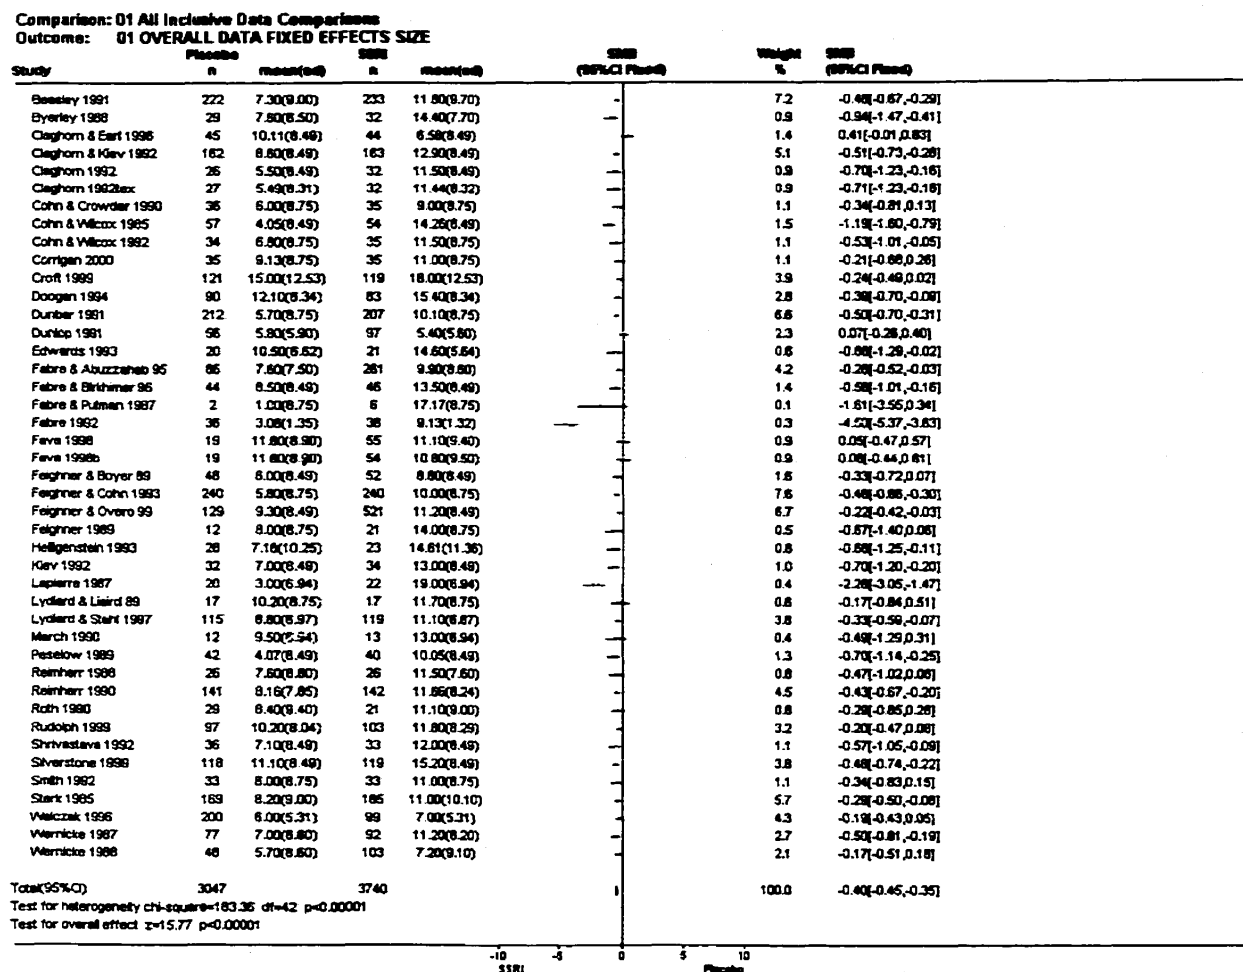 Comparison: 01 All Inclusive Data Comparisons
Outcome: 01 OVERALL DATA FIXED EFFECTS SIZE
Placebo SSRI SMD Weight SMD
Study n mean(sd) n mean(sd) (95%CI Fixed) % (95%CI Fixed)
Beasley 1991 222 7.30(9.00) 233 11.80(9.70) 7.2 -0.48[-0.67,-0.29]
Byerley 1988 29 7.80(6.50) 32 14.40(7.70) 0.9 -0.94[-1.47,-0.41]
Claghorn & Earl 1996 45 10.11(8.49) 44 6.58(8.49) 1.4 0.41[-0.01,0.83]
Claghorn & Kiev 1992 162 8.60(8.49) 163 12.90(8.49) 5.1 -0.51[-0.73,-0.28]
Claghorn 1992 26 5.50(8.49) 32 11.50(8.49) 0.9 -0.70[-1.23,-0.16]
Claghorn 1992tex 27 5.49(8.31) 32 11.44(8.32) 0.9 -0.71[-1.23,-0.18]
Cohn & Crowder 1990 36 6.00(8.75) 35 9.00(8.75) 1.1 -0.34[-0.81,0.13]
Cohn & Wilcox 1985 57 4.05(8.49) 54 14.26(8.49) 1.5 -1.19[-1.60,-0.79]
Cohn & Wilcox 1992 34 6.80(8.75) 35 11.50(8.75) 1.1 -0.53[-1.01,-0.05]
Corrigan 2000 35 9.13(8.75) 35 11.00(8.75) 1.1 -0.21[-0.68,0.26]
Croft 1999 121 15.00(12.53) 119 18.00(12.53) 3.9 -0.24[-0.49,0.02]
Doogan 1994 90 12.10(8.34) 83 15.40(8.34) 2.8 -0.39[-0.70,-0.09]
Dunbar 1991 212 5.70(8.75) 207 10.10(8.75) 6.6 -0.50[-0.70,-0.31]
Dunlop 1991 96 5.80(5.90) 97 5.40(5.60) 2.3 0.07[-0.26,0.40]
Edwards 1993 20 10.50(6.62) 21 14.60(5.64) 0.6 -0.66[-1.29,-0.02]
Fabre & Abuzzahab 95 86 7.60(7.50) 261 9.90(8.60) 4.2 -0.28[-0.52,-0.03]
Fabre & Birkhimer 96 44 8.50(8.49) 46 13.50(8.49) 1.4 -0.58[-1.01,-0.16]
Fabre & Putman 1987 2 1.00(8.75) 6 17.17(8.75) 0.1 -1.61[-3.55,0.34]
Fabre 1992 36 3.08(1.35) 38 9.13(1.32) 0.3 -4.50[-5.37,-3.63]
Fava 1998 19 11.60(8.90) 55 11.10(9.40) 0.9 0.05[-0.47,0.57]
Fava 1998b 19 11.60(8.90) 54 10.80(9.50) 0.9 0.08[-0.44,0.61]
Feighner & Boyer 89 48 6.00(8.49) 52 8.80(8.49) 1.6 -0.33[-0.72,0.07]
Feighner & Cohn 1993 240 5.80(8.75) 240 10.00(8.75) 7.6 -0.48[-0.66,-0.30]
Feignner & Overo 99 129 9.30(8.49) 521 11.20(8.49) 6.7 -0.22[-0.42,-0.03]
Feighner 1989 12 8.00(8.75) 21 14.00(8.75) 0.5 -0.67[-1.40,0.06]
Heiligenstein 1993 28 7.18(10.25) 23 14.61(11.36) 0.8 -0.68[-1.25,-0.11]
Kiev 1992 32 7.00(8.49) 34 13.00(8.49) 1.0 -0.70[-1.20,-0.20]
Lapierre 1987 20 3.00(6.94) 22 19.00(6.94) 0.4 -2.26[-3.05,-1.47]
Lydiard & Liaird 89 17 10.20(8.75) 17 11.70(8.75) 0.6 -0.17[-0.84,0.51]
Lydiard & Stahl 1997 115 8.80(6.97) 119 11.10(6.87) 3.8 -0.33[-0.59,-0.07]
March 1990 12 9.50(6.94) 13 13.00(6.94) 0.4 -0.49[-1.29,0.31]
Peselow 1989 42 4.07(8.49) 40 10.05(8.49) 1.3 -0.70[-1.14,-0.25]
Reimherr 1988 26 7.60(8.80) 26 11.50(7.60) 0.8 -0.47[-1.02,0.08]
Reimherr 1990 141 8.16(7.85) 142 11.66(8.24) 4.5 -0.43[-0.67,-0.20]
Roth 1990 29 8.40(9.40) 21 11.10(9.00) 0.8 -0.29[-0.85,0.28]
Rudolph 1999 97 10.20(8.04) 103 11.80(8.29) 3.2 -0.20[-0.47,0.08]
Shrivastava 1992 36 7.10(8.49) 33 12.00(8.49) 1.1 -0.57[-1.05,-0.09]
Silverstone 1999 118 11.10(8.49) 119 15.20(8.49) 3.8 -0.48[-0.74,-0.22]
Smith 1992 33 8.00(8.75) 33 11.00(8.75) 1.1 -0.34[-0.83,0.15]
Stark 1985 169 8.20(9.00) 185 11.00(10.10) 5.7 -0.29[-0.50,-0.08]
Walczak 1996 200 6.00(5.31) 99 7.00(5.31) 4.3 -0.19[-0.43,0.05]
Wernicke 1987 77 7.00(8.60) 92 11.20(8.20) 2.7 -0.50[-0.81,-0.19]
Wernicke 1988 48 5.70(8.60) 103 7.20(9.10) 2.1 -0.17[-0.51,0.18]
Total(95%CI) 3047 3740 100.0 -0.40[-0.45,-0.35]
Test for heterogeneity chi-square=183.36 df=42 p<0.00001
Test for overall effect z=15.77 p<0.00001
-10 -5 0 5 10
SSRI Placebo